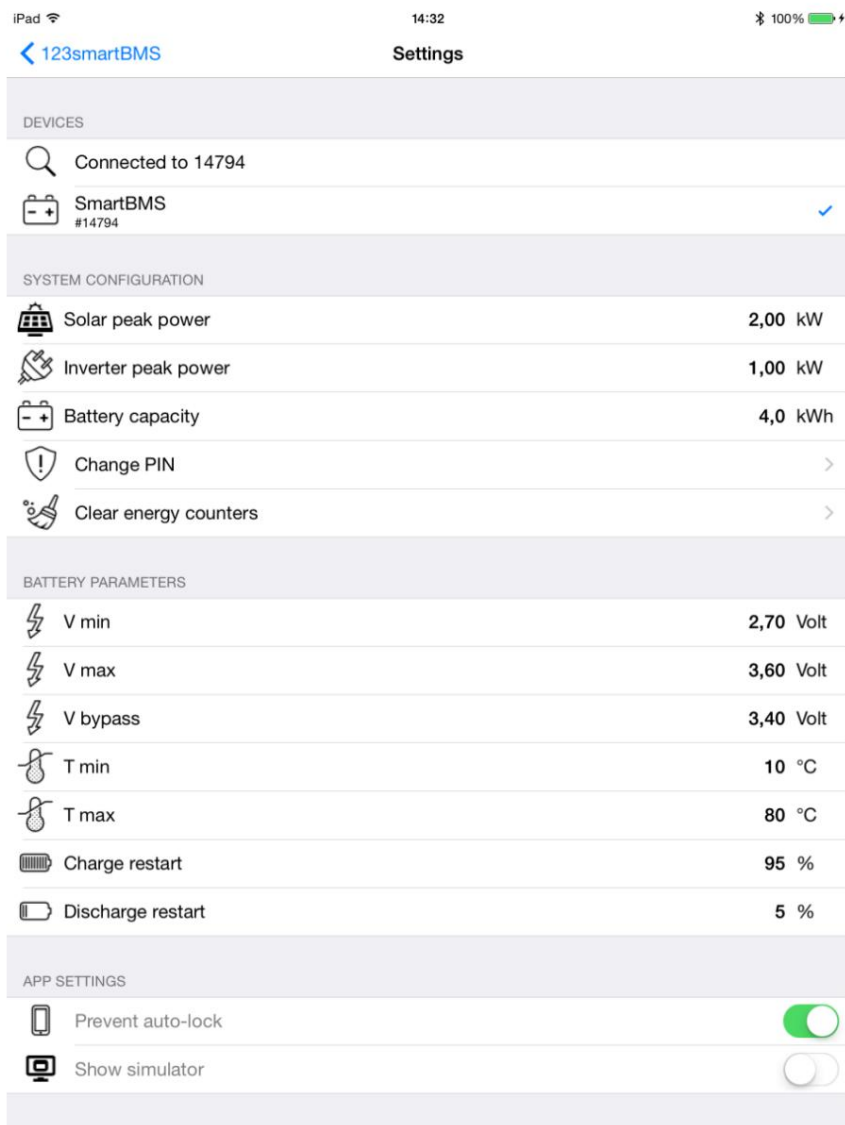 iPad 14:32 100%
123smartBMS Settings
DEVICES
Connected to 14794
SmartBMS
#14794
SYSTEM CONFIGURATION
Solar peak power 2,00 kW
Inverter peak power 1,00 kW
Battery capacity 4,0 kWh
Change PIN
Clear energy counters
BATTERY PARAMETERS
V min 2,70 Volt
V max 3,60 Volt
V bypass 3,40 Volt
T min 10 °C
T max 80 °C
Charge restart 95 %
Discharge restart 5 %
APP SETTINGS
Prevent auto-lock
Show simulator